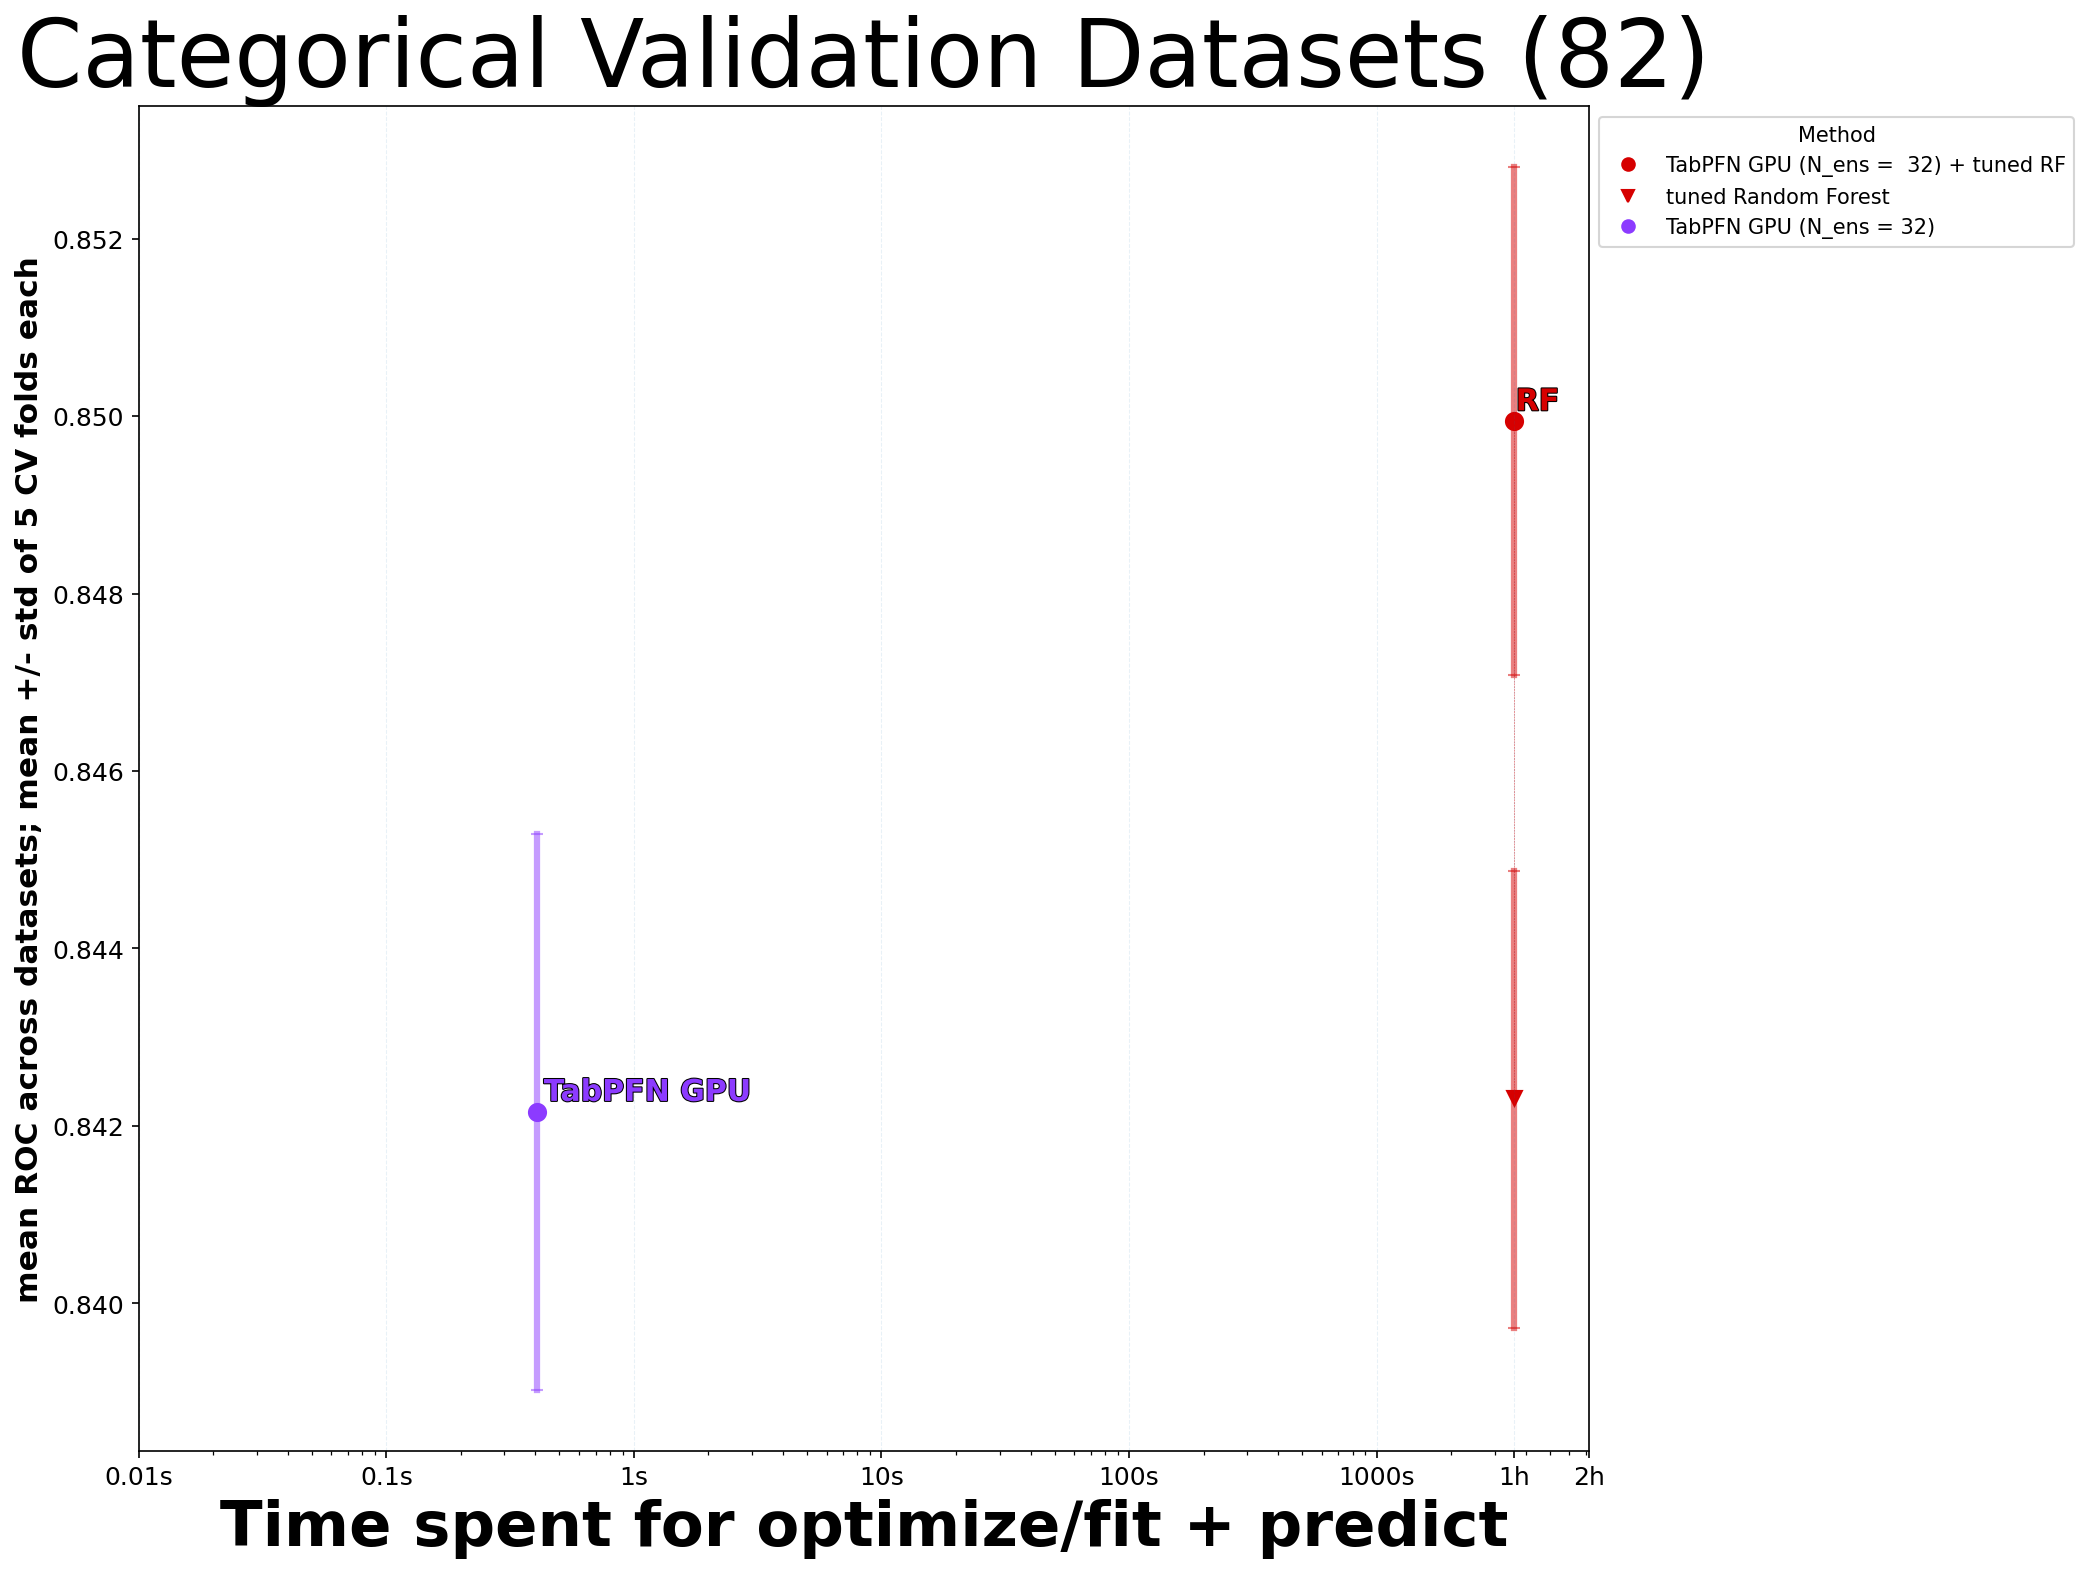 Categorical Validation Datasets (82)
mean ROC across datasets; mean +/- std of 5 CV folds each
0.852
0.850
0.848
0.846
0.844
0.842
0.840
RF
TabPFN GPU
0.01s
0.1s
1s
10s
100s
1000s
1h
2h
Time spent for optimize/fit + predict
Method
TabPFN GPU (N_ens =  32) + tuned RF
tuned Random Forest
TabPFN GPU (N_ens = 32)